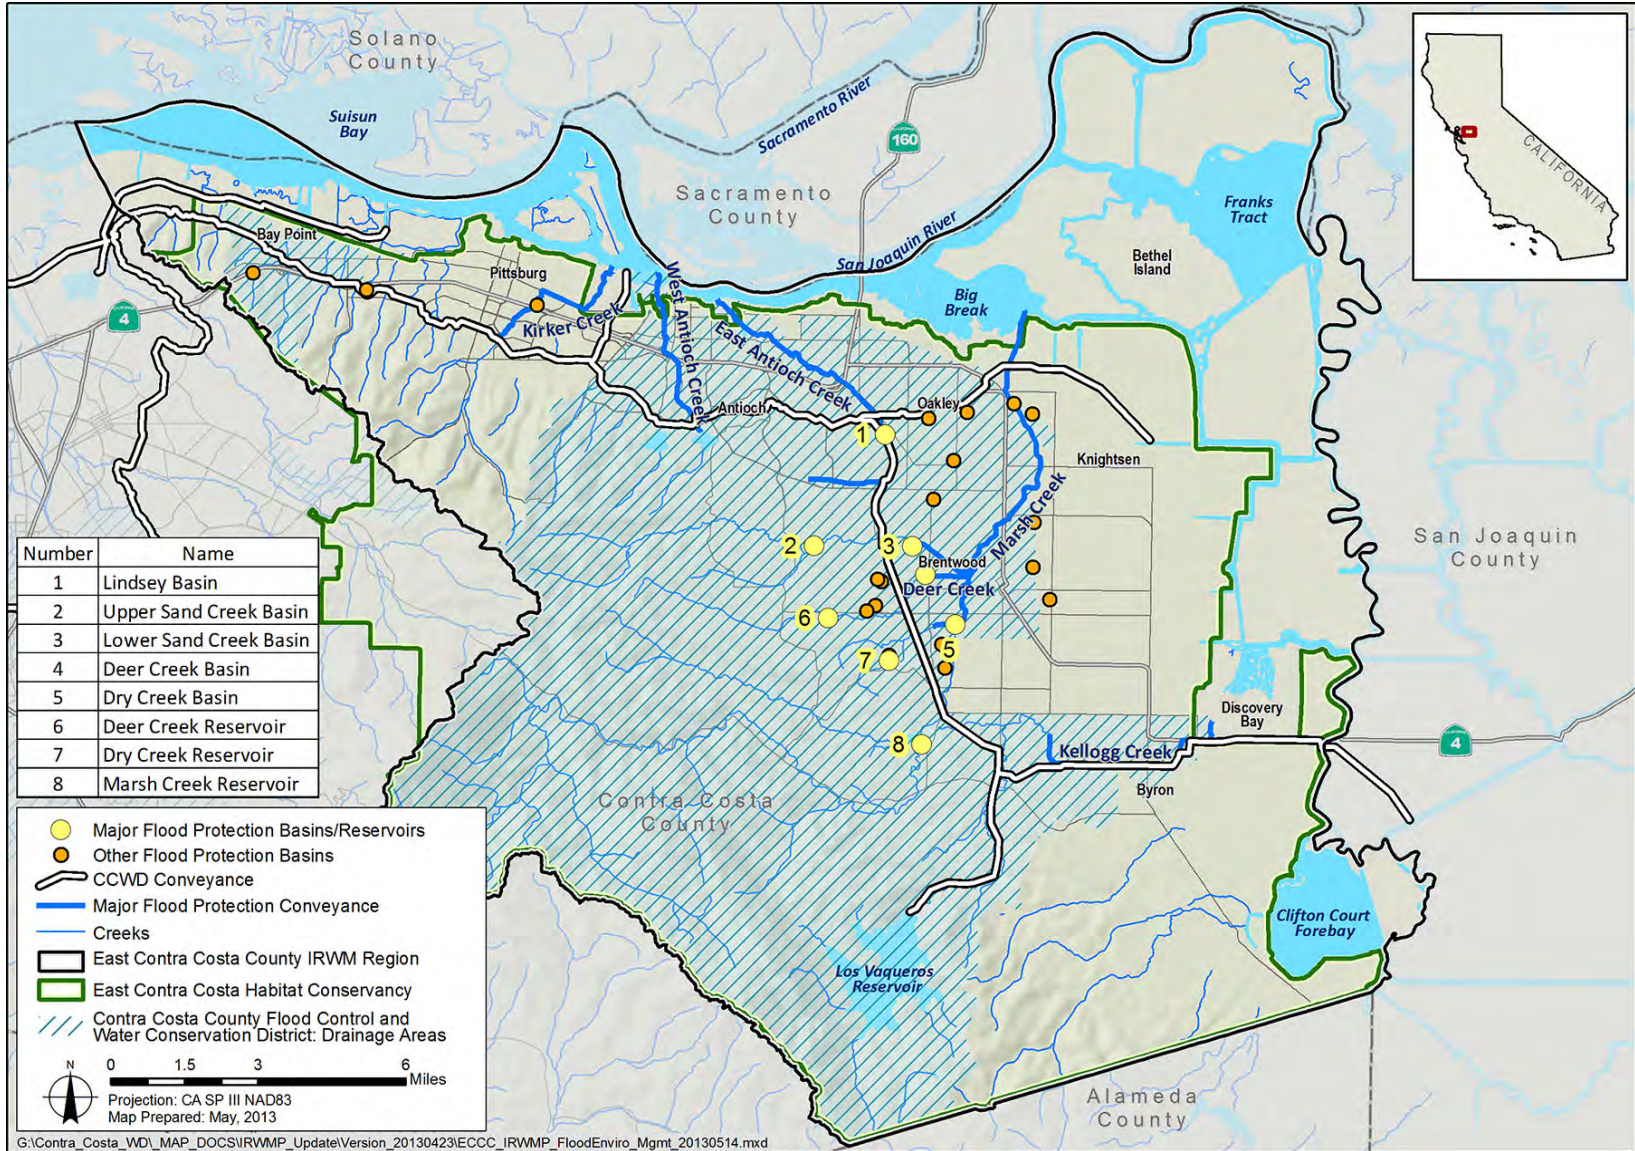 Solano
County
Suisun
Bay
Sacramento River
CALIFORNIA
160
CALIFORNIA
Sacramento
County
Franks
Tract
San Joaquin River
Bethel
Island
Bay Point
Pittsburg
Big
Break
4
Kirker Creek
West Antioch Creek
East Antioch Creek
Antioch
Oakley
1
Knightsen
Marsh Creek
San Joaquin
County
2
3
Brentwood
Deer Creek
6
5
7
Discovery
Bay
8
Kellogg Creek
CALIFORNIA
4
Byron
Contra Costa
County
Clifton Court
Forebay
Los Vaqueros
Reservoir
Alameda
County
Number Name
1 Lindsey Basin
2 Upper Sand Creek Basin
3 Lower Sand Creek Basin
4 Deer Creek Basin
5 Dry Creek Basin
6 Deer Creek Reservoir
7 Dry Creek Reservoir
8 Marsh Creek Reservoir
Major Flood Protection Basins/Reservoirs
Other Flood Protection Basins
CCWD Conveyance
Major Flood Protection Conveyance
Creeks
East Contra Costa County IRWM Region
East Contra Costa Habitat Conservancy
Contra Costa County Flood Control and
Water Conservation District: Drainage Areas
N
0 1.5 3 6
Miles
Projection: CA SP III NAD83
Map Prepared: May, 2013
G:\Contra_Costa_WD\_MAP_DOCS\IRWMP_Update\Version_20130423\ECCC_IRWMP_FloodEnviro_Mgmt_20130514.mxd